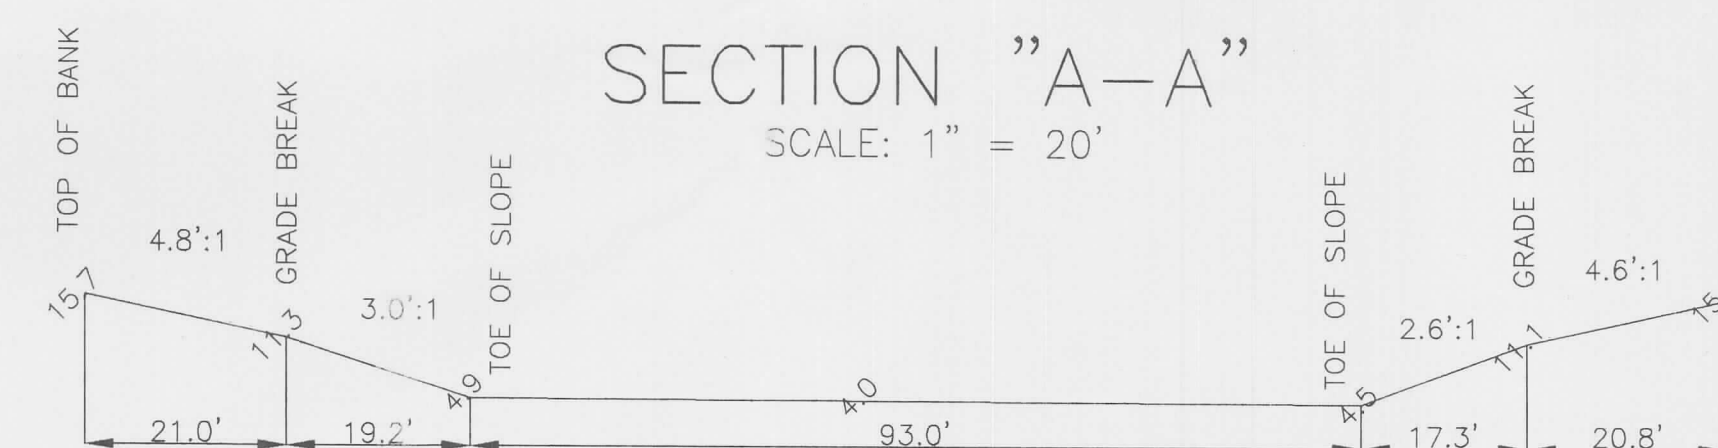 SECTION "A-A"
SCALE: 1" = 20'
TOP OF BANK
GRADE BREAK
TOE OF SLOPE
TOE OF SLOPE
GRADE BREAK
4.8':1
3.0':1
2.6':1
4.6':1
15.7
11.3
4.9
4.0
4.5
11.1
21.0'
19.2'
93.0'
17.3'
20.8'